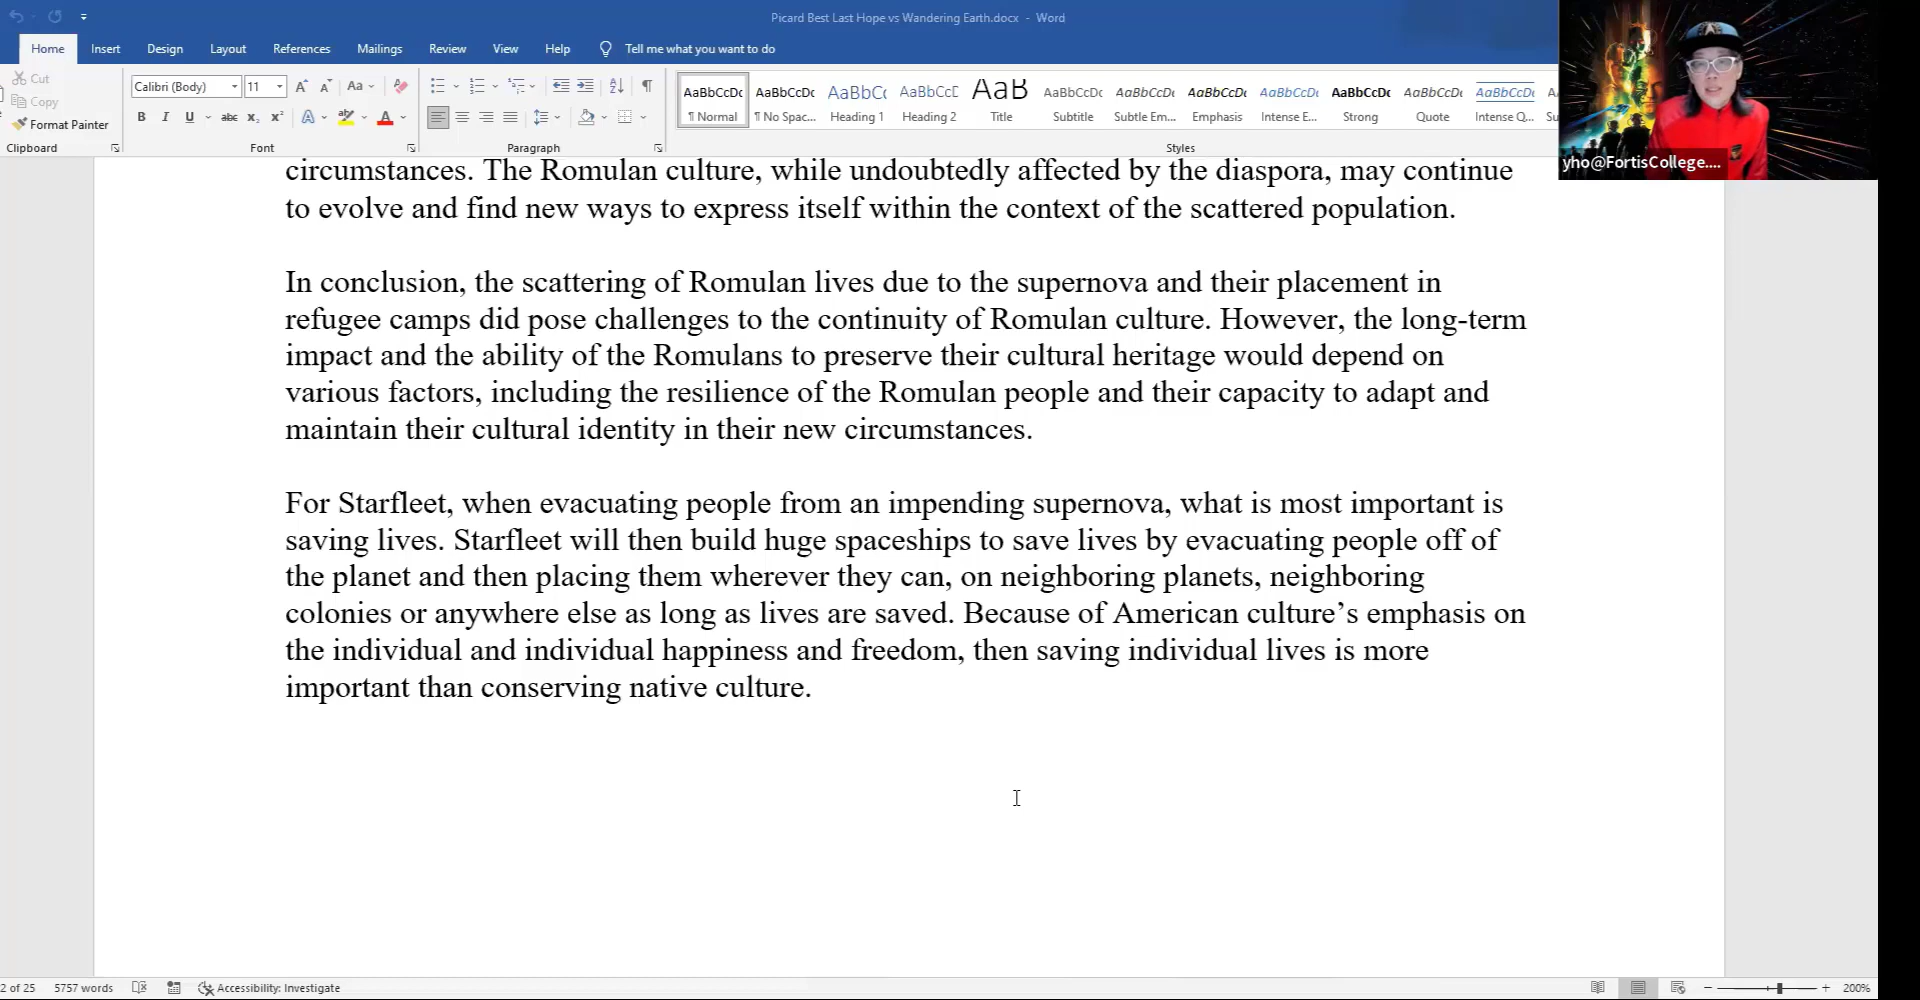 Picard Best Last Hope vs Wandering Earth.docx - Word
Home Insert Design Layout References Mailings Review View Help Tell me what you want to do
Cut
Copy
Format Painter
Calibri (Body) 11
Clipboard Font Paragraph Styles
AaBbCcDc AaBbCcDc AaBbCc AaBbCcD AaB AaBbCcDc AaBbCcDc AaBbCcDc AaBbCcDc AaBbCcDc AaBbCcDc AaBbCcDc
¶ Normal ¶ No Spac... Heading 1 Heading 2 Title Subtitle Subtle Em... Emphasis Intense E... Strong Quote Intense Q...
yho@FortisCollege....
circumstances. The Romulan culture, while undoubtedly affected by the diaspora, may continue
to evolve and find new ways to express itself within the context of the scattered population.
In conclusion, the scattering of Romulan lives due to the supernova and their placement in
refugee camps did pose challenges to the continuity of Romulan culture. However, the long-term
impact and the ability of the Romulans to preserve their cultural heritage would depend on
various factors, including the resilience of the Romulan people and their capacity to adapt and
maintain their cultural identity in their new circumstances.
For Starfleet, when evacuating people from an impending supernova, what is most important is
saving lives. Starfleet will then build huge spaceships to save lives by evacuating people off of
the planet and then placing them wherever they can, on neighboring planets, neighboring
colonies or anywhere else as long as lives are saved. Because of American culture’s emphasis on
the individual and individual happiness and freedom, then saving individual lives is more
important than conserving native culture.
2 of 25 5757 words Accessibility: Investigate 200%